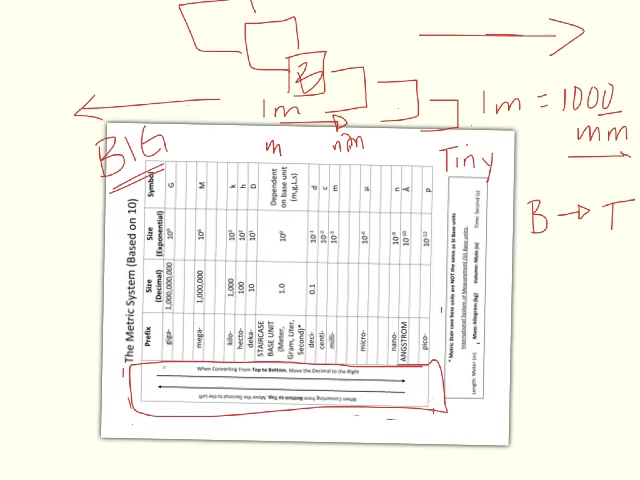 B
1m
1m = 1000
mm
BIG
m
Tiny
B → T
The Metric System (Based on 10)
Prefix Size (Decimal) Size (Exponential) Symbol
giga- 1,000,000,000 10⁹ G
mega- 1,000,000 10⁶ M
kilo- 1,000 10³ k
hecto- 100 10² h
deka- 10 10¹ D
STAIRCASE
BASE UNIT
(Meter,
Gram, Liter,
Second)* 1.0 10⁰ Dependent
on base unit
(m,g,l,s)
deci- 0.1 10⁻¹ d
centi- 10⁻² c
milli- 10⁻³ m
micro- 10⁻⁶ μ
nano- 10⁻⁹ n
ANGSTROM 10⁻¹⁰ Å
pico- 10⁻¹² p
When Converting From Top to Bottom, Move the Decimal to the Right
When Converting from Bottom to Top, Move the Decimal to the Left
* Metric Stair case base units are NOT the same as SI Base units
International System of Measurement (SI) Base units:
Length: Meter (m) Mass: Kilogram (kg) Volume: Mole (n) Time: Second (s)